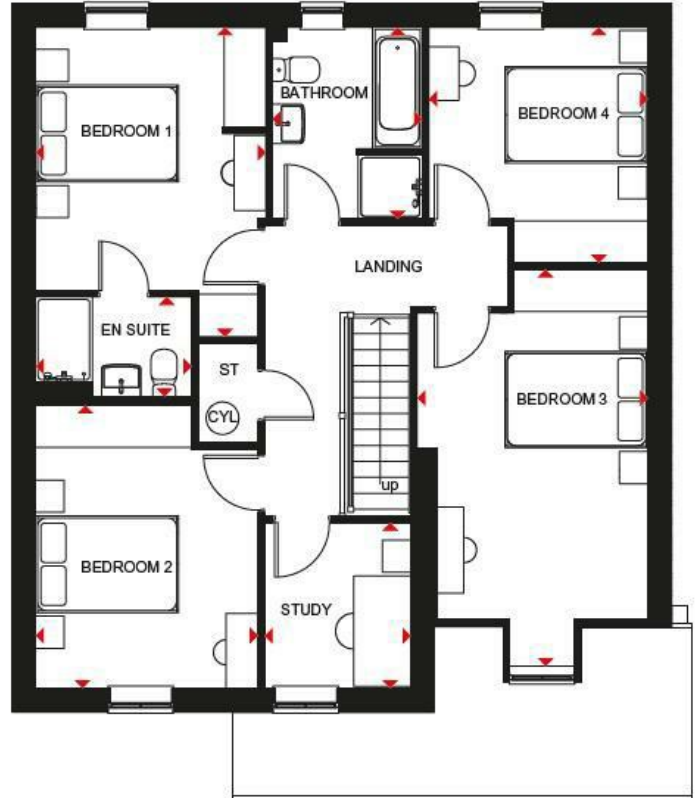 BATHROOM
BEDROOM 1
BEDROOM 4
LANDING
EN SUITE
ST
CYL
BEDROOM 3
up
BEDROOM 2
STUDY